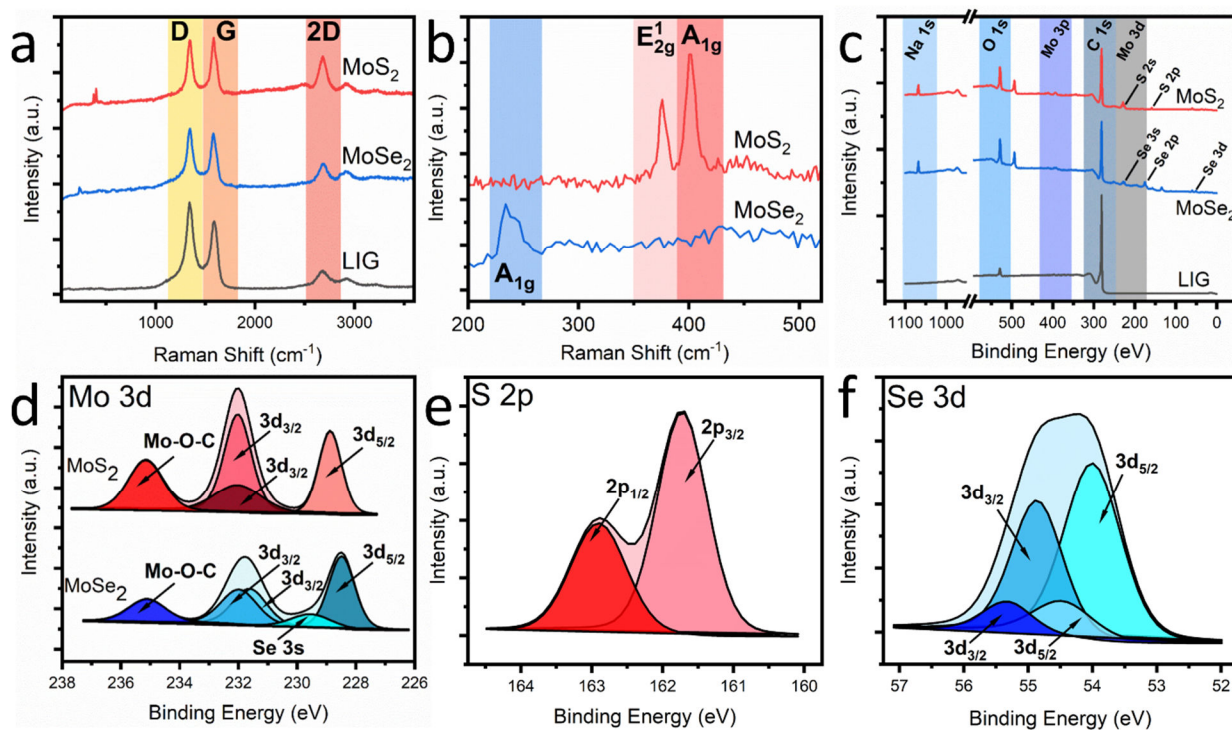 a
D G 2D
MoS2
MoSe2
LIG
Intensity (a.u.)
1000 2000 3000
Raman Shift (cm-1)
b
E12g A1g
MoS2
MoSe2
A1g
Intensity (a.u.)
200 300 400 500
Raman Shift (cm-1)
c
Na 1s O 1s Mo 3p C 1s Mo 3d
S 2s S 2p
MoS2
Se 3s Se 2p Se 3d
MoSe2
LIG
Intensity (a.u.)
1100 1000 500 400 300 200 100 0
Binding Energy (eV)
d Mo 3d
Mo-O-C 3d3/2 3d5/2
MoS2 3d3/2
Mo-O-C 3d3/2 3d3/2 3d5/2
MoSe2
Se 3s
Intensity (a.u.)
238 236 234 232 230 228 226
Binding Energy (eV)
e S 2p
2p3/2
2p1/2
Intensity (a.u.)
164 163 162 161 160
Binding Energy (eV)
f Se 3d
3d5/2
3d3/2
3d3/2 3d5/2
Intensity (a.u.)
57 56 55 54 53 52
Binding Energy (eV)